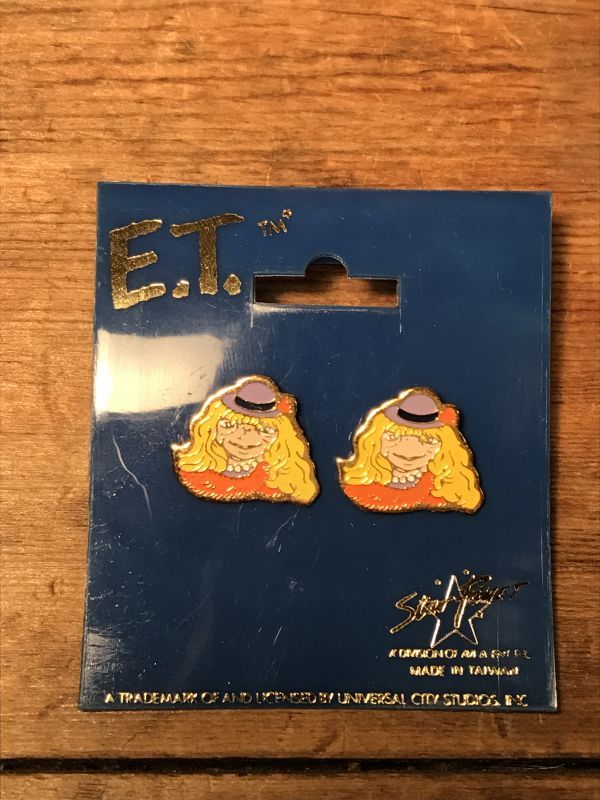 E.T.™
Star
A DIVISION OF
MADE IN TAIWAN
A TRADEMARK OF AND LICENSED BY UNIVERSAL CITY STUDIOS, INC